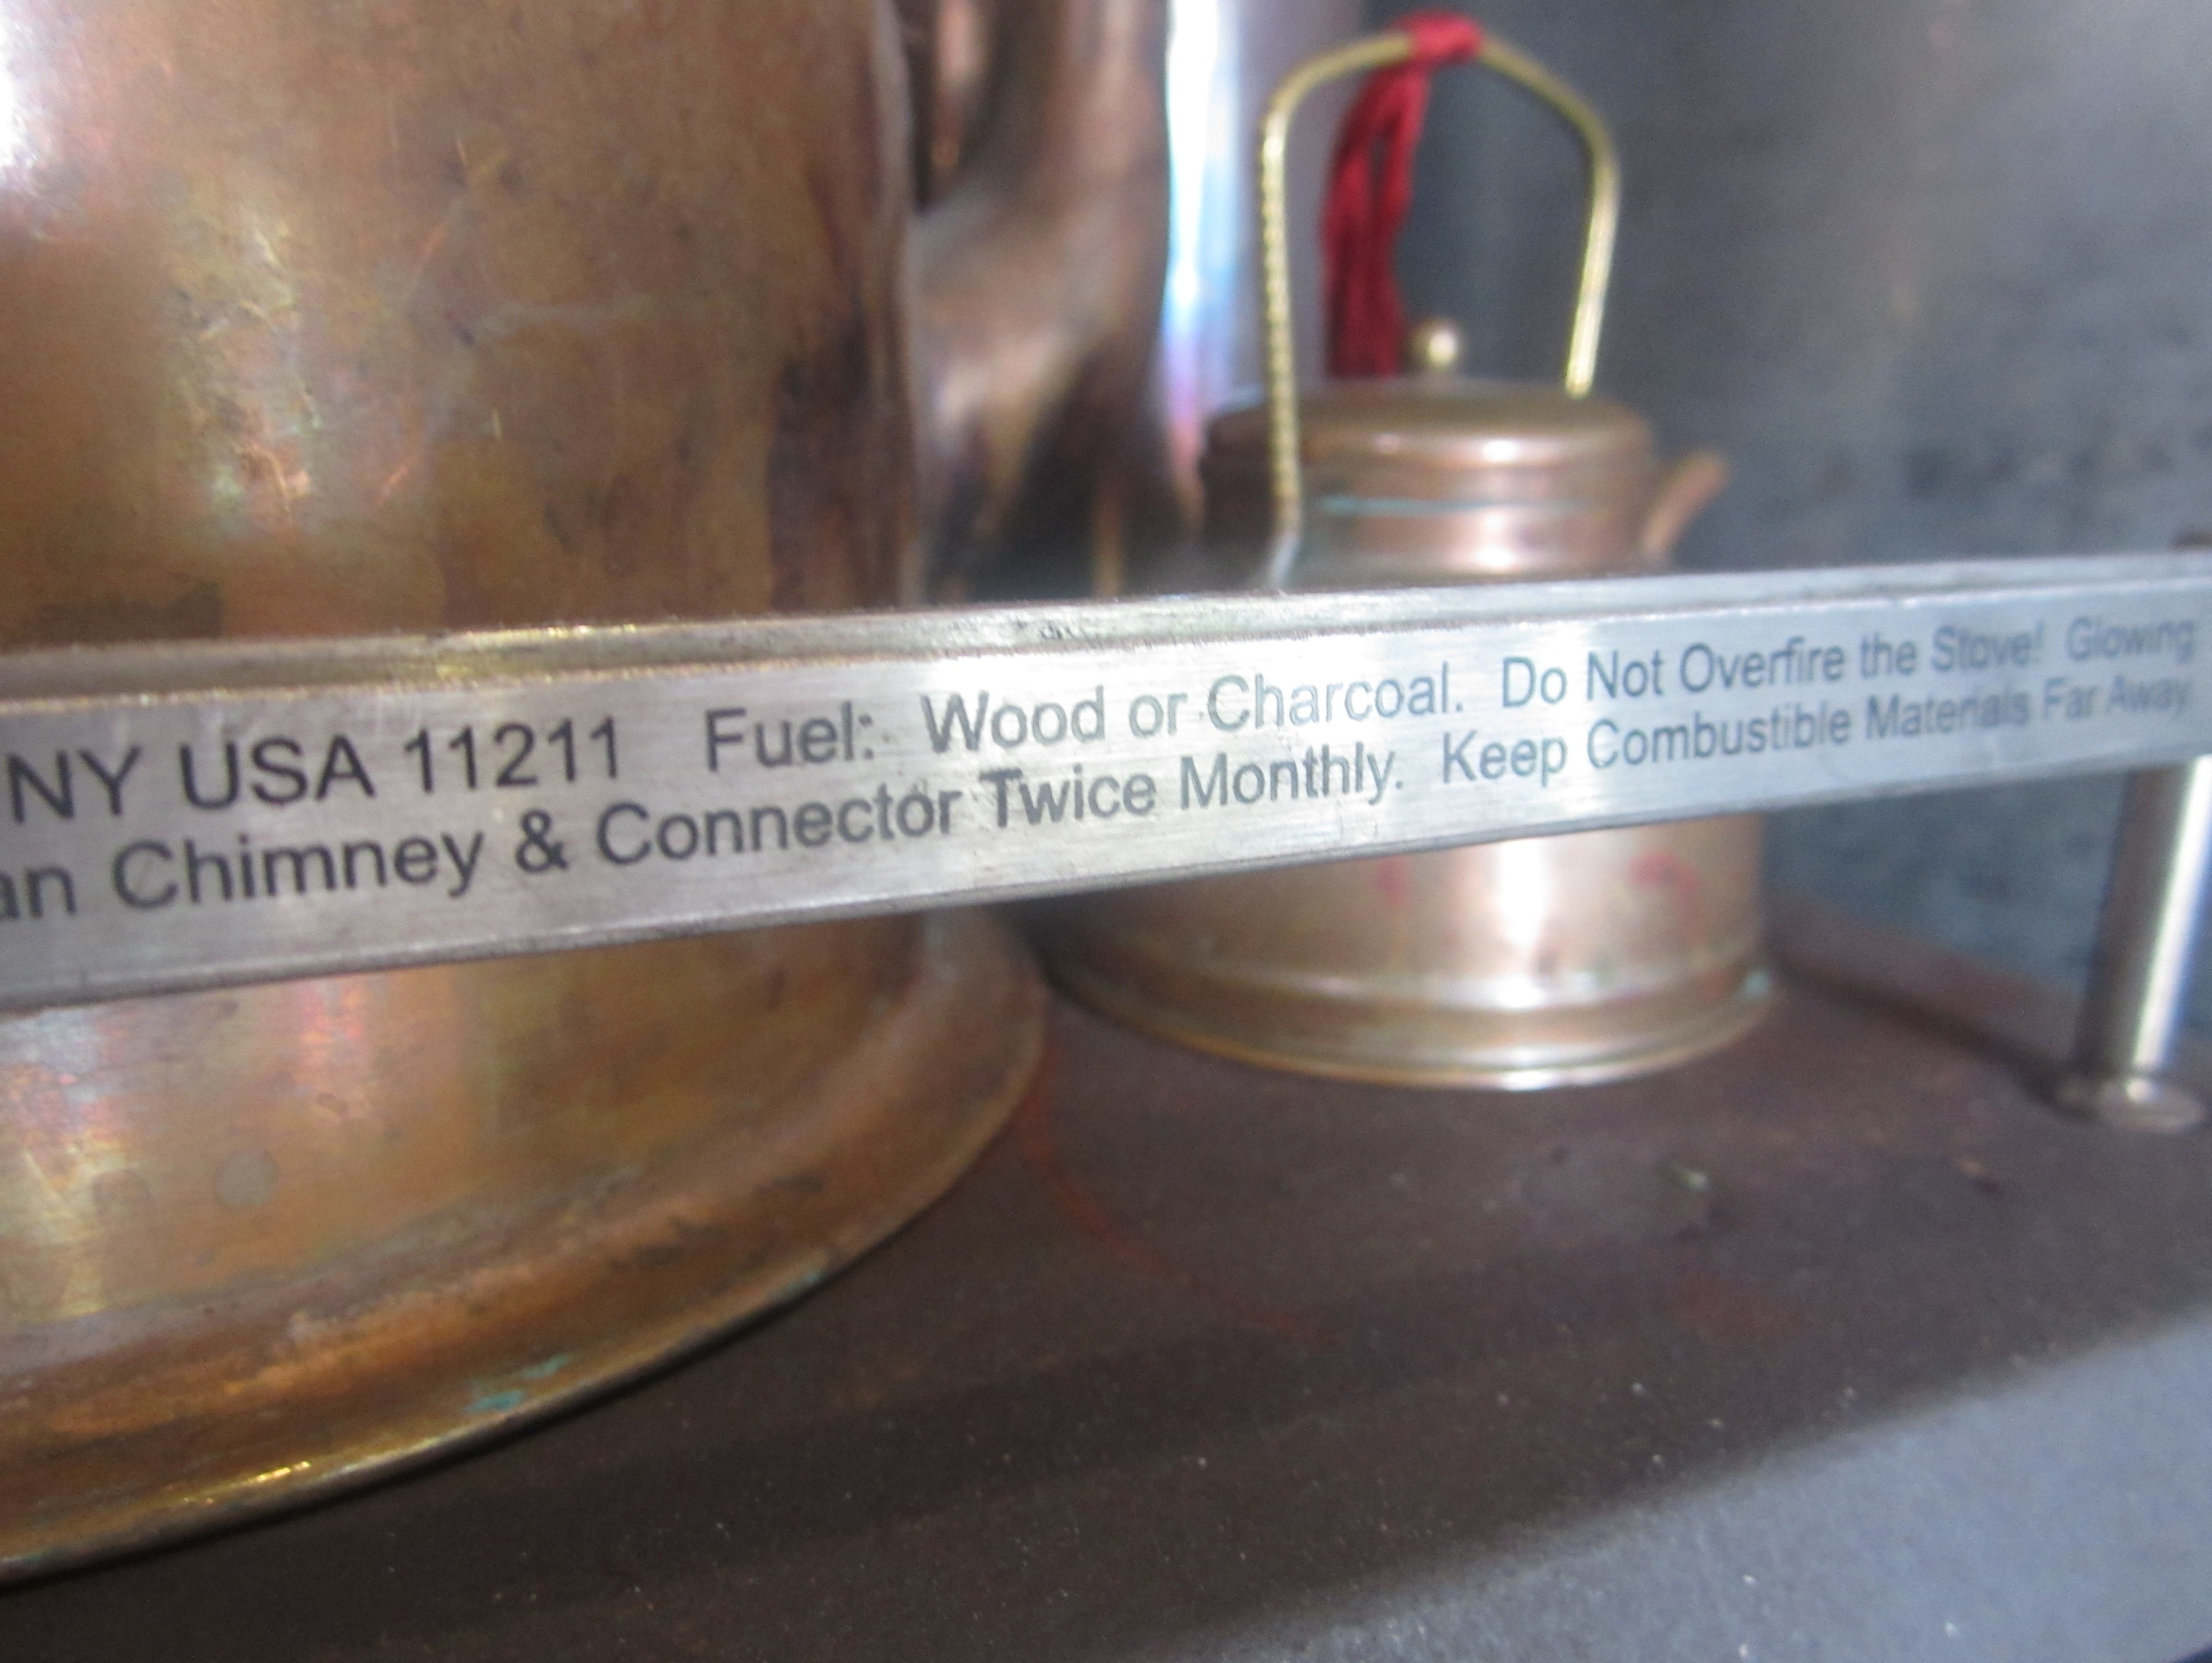 NY USA 11211 Fuel: Wood or Charcoal. Do Not Overfire the Stove! Glowing
an Chimney & Connector Twice Monthly. Keep Combustible Materials Far Away.